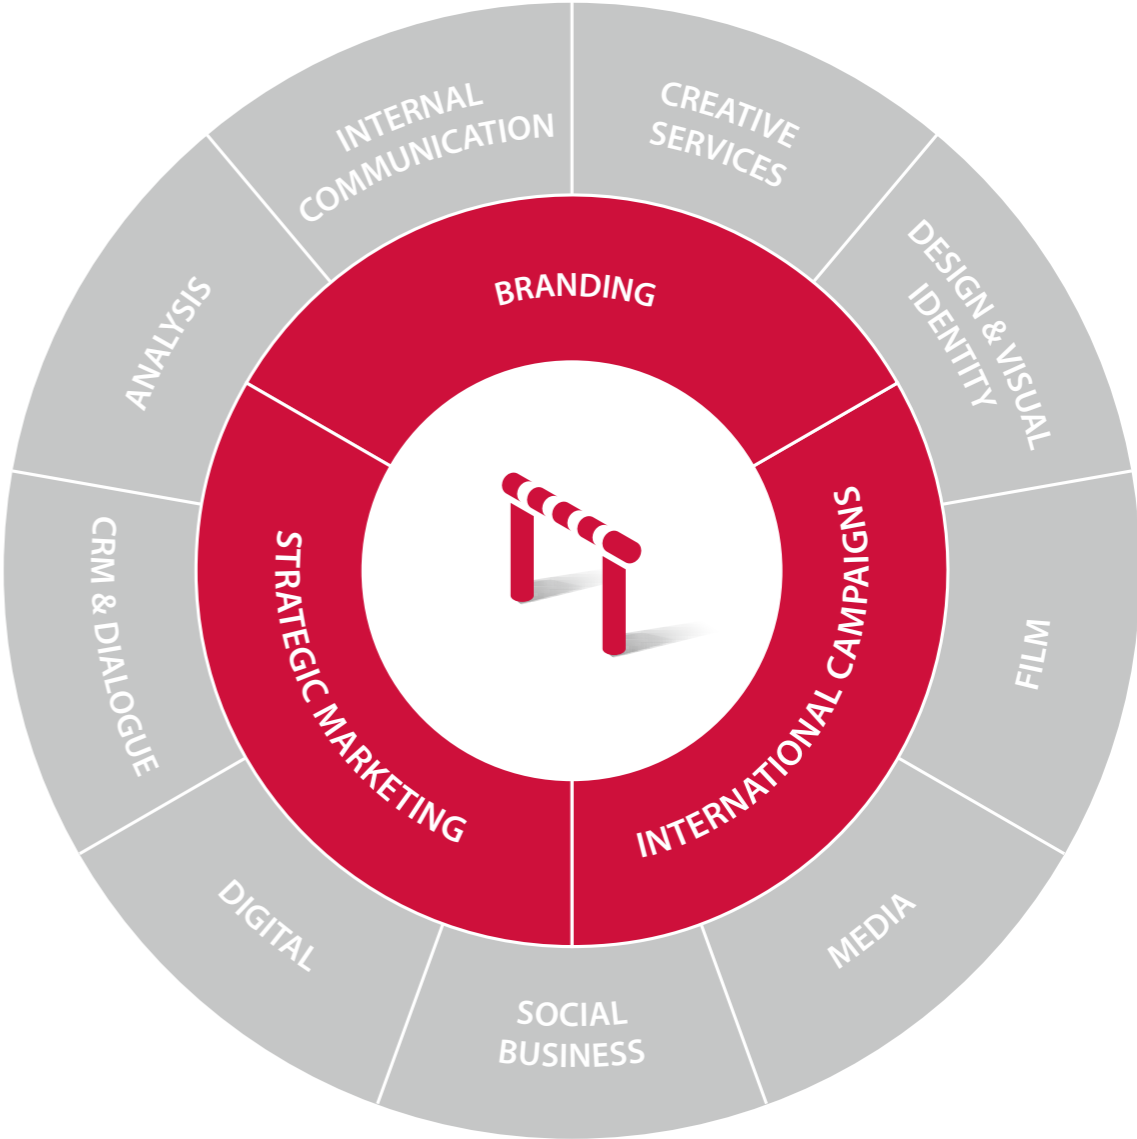 CREATIVE
SERVICES
DESIGN & VISUAL
IDENTITY
FILM
MEDIA
SOCIAL
BUSINESS
DIGITAL
CRM & DIALOGUE
ANALYSIS
INTERNAL
COMMUNICATION
BRANDING
INTERNATIONAL CAMPAIGNS
STRATEGIC MARKETING